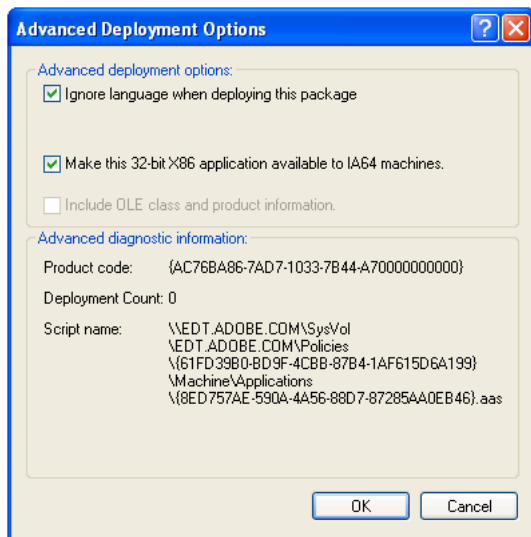 Advanced Deployment Options
Advanced deployment options:
Ignore language when deploying this package
Make this 32-bit X86 application available to IA64 machines.
Include OLE class and product information.
Advanced diagnostic information:
Product code: {AC76BA86-7AD7-1033-7B44-A70000000000}
Deployment Count: 0
Script name: \\EDT.ADOBE.COM\SysVol
\EDT.ADOBE.COM\Policies
\{61FD39B0-BD9F-4CBB-87B4-1AF615D6A199}
\Machine\Applications
\{8ED757AE-590A-4A56-88D7-87285AA0EB46}.aas
OK Cancel